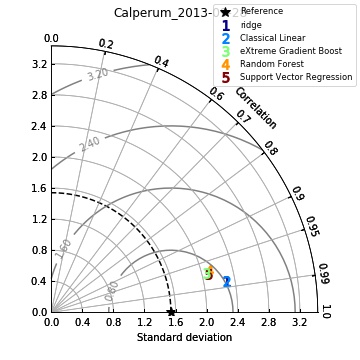 Calperum_2013-
Reference
1 ridge
2 Classical Linear
3 eXtreme Gradient Boost
4 Random Forest
5 Support Vector Regression
0.0
0.2
0.4
0.6
0.7
0.8
0.9
0.95
0.99
1.0
Correlation
3.2
2.8
2.4
2.0
1.6
1.2
0.8
0.4
0.0
3.20
2.40
1.60
0.80
2
0.0 0.4 0.8 1.2 1.6 2.0 2.4 2.8 3.2
Standard deviation